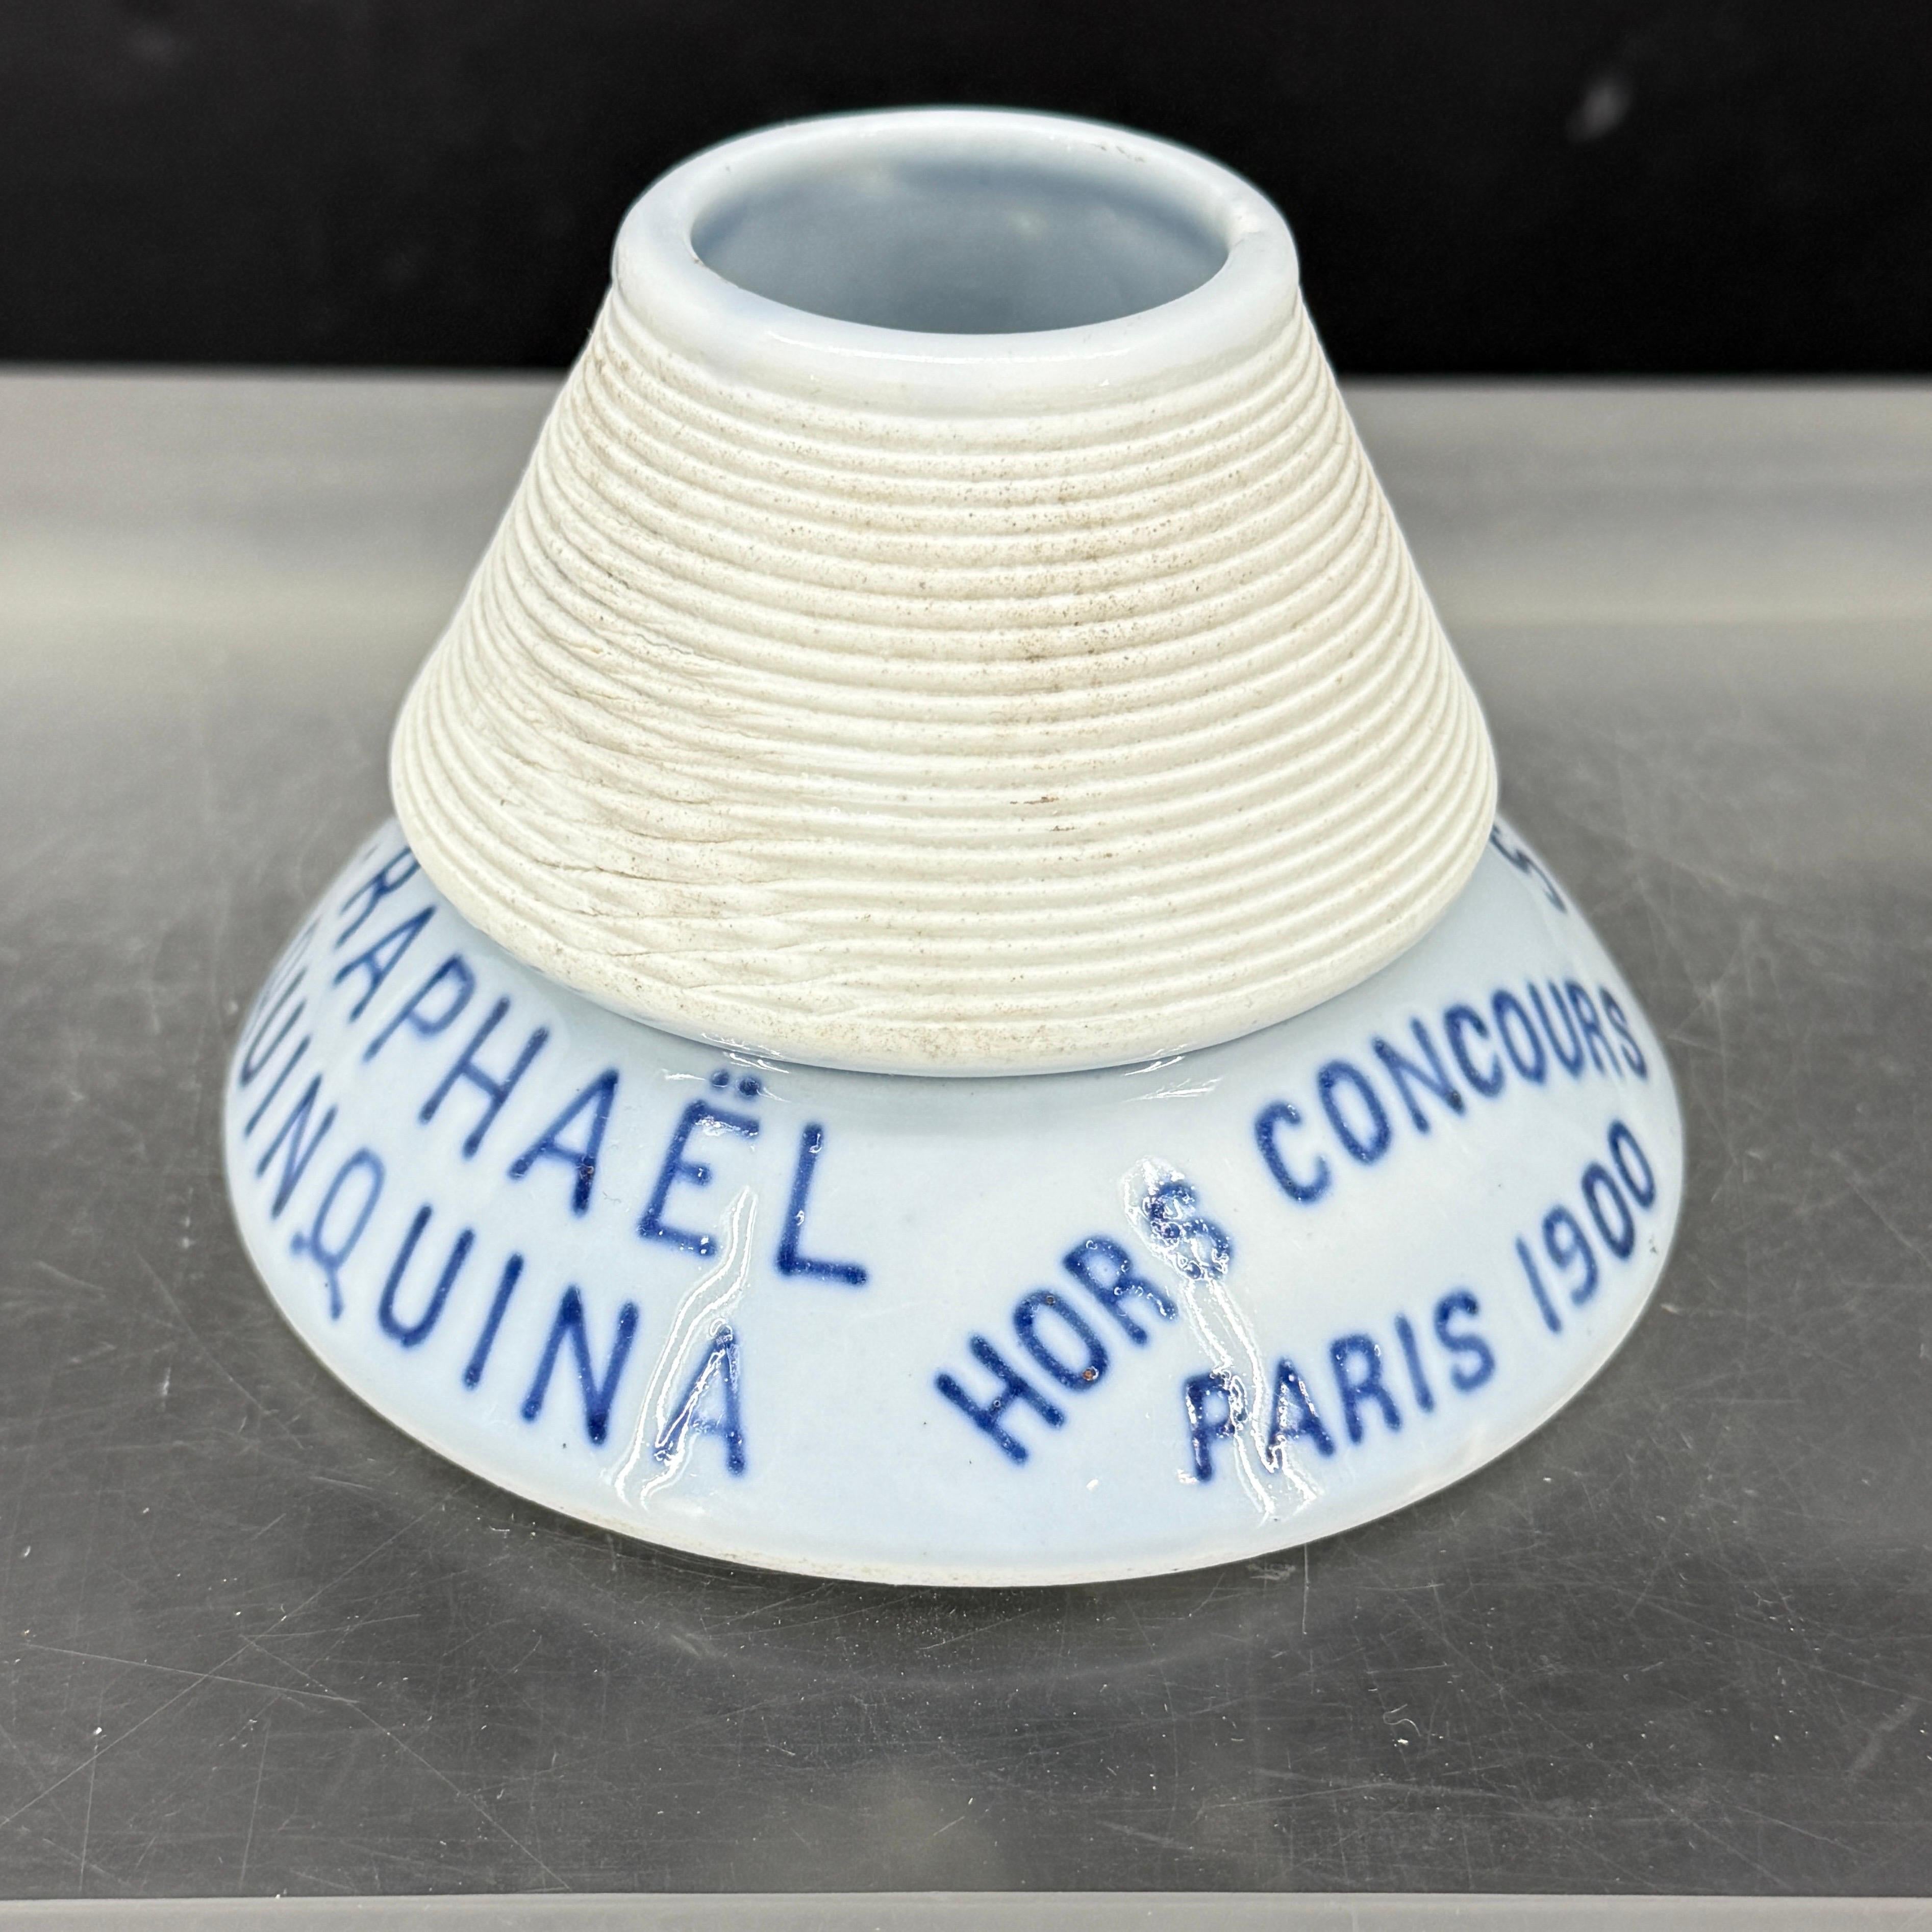 RAPHAËL
QUINQUINA
HORS CONCOURS
PARIS 1900